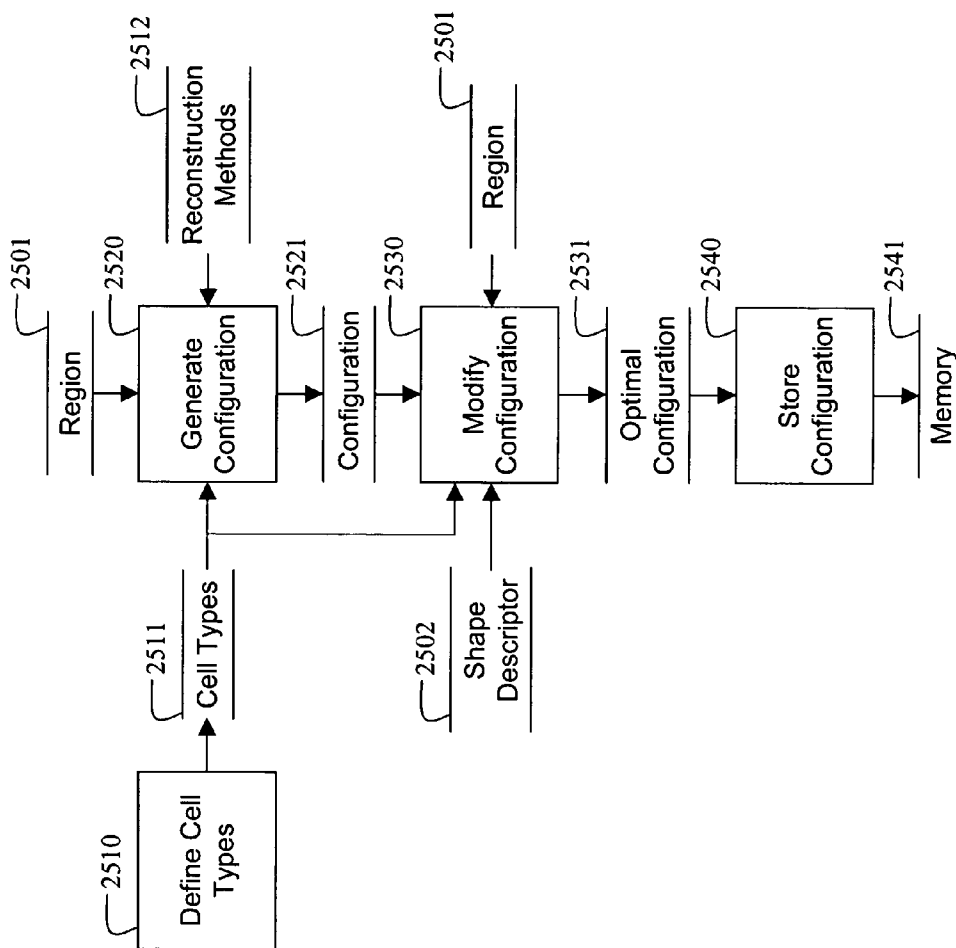 2501
Region
2520
2512
Generate
Configuration
Reconstruction
Methods
2510
Define Cell
Types
2511
Cell Types
2521
Configuration
2530
2501
Modify
Configuration
Region
2502
Shape
Descriptor
2531
Optimal
Configuration
2540
Store
Configuration
2541
Memory